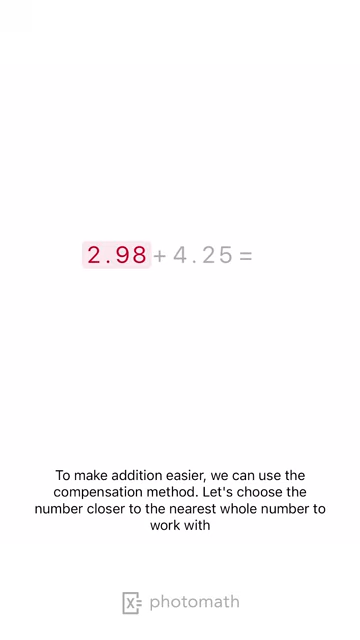 2.98 + 4.25 =
To make addition easier, we can use the
compensation method. Let's choose the
number closer to the nearest whole number to
work with
photomath